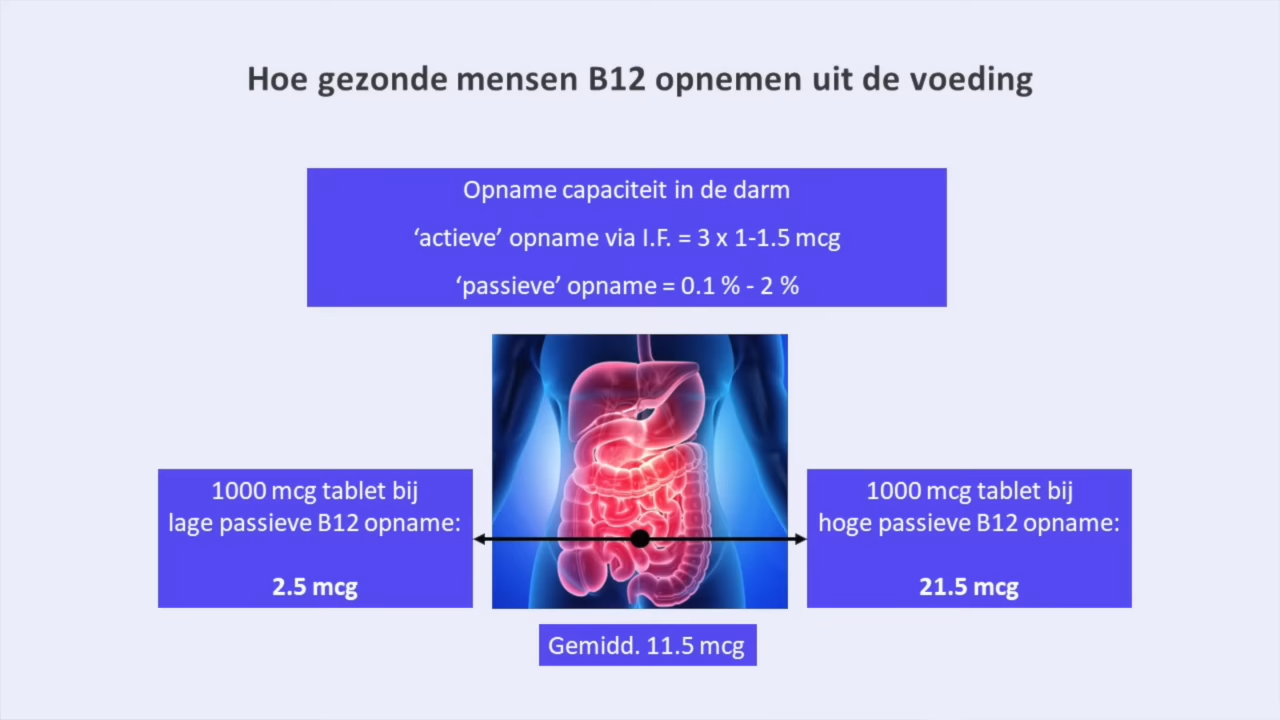 Hoe gezonde mensen B12 opnemen uit de voeding
Opname capaciteit in de darm
‘actieve’ opname via I.F. = 3 x 1-1.5 mcg
‘passieve’ opname = 0.1 % - 2 %
1000 mcg tablet bij
lage passieve B12 opname:
2.5 mcg
1000 mcg tablet bij
hoge passieve B12 opname:
21.5 mcg
Gemidd. 11.5 mcg